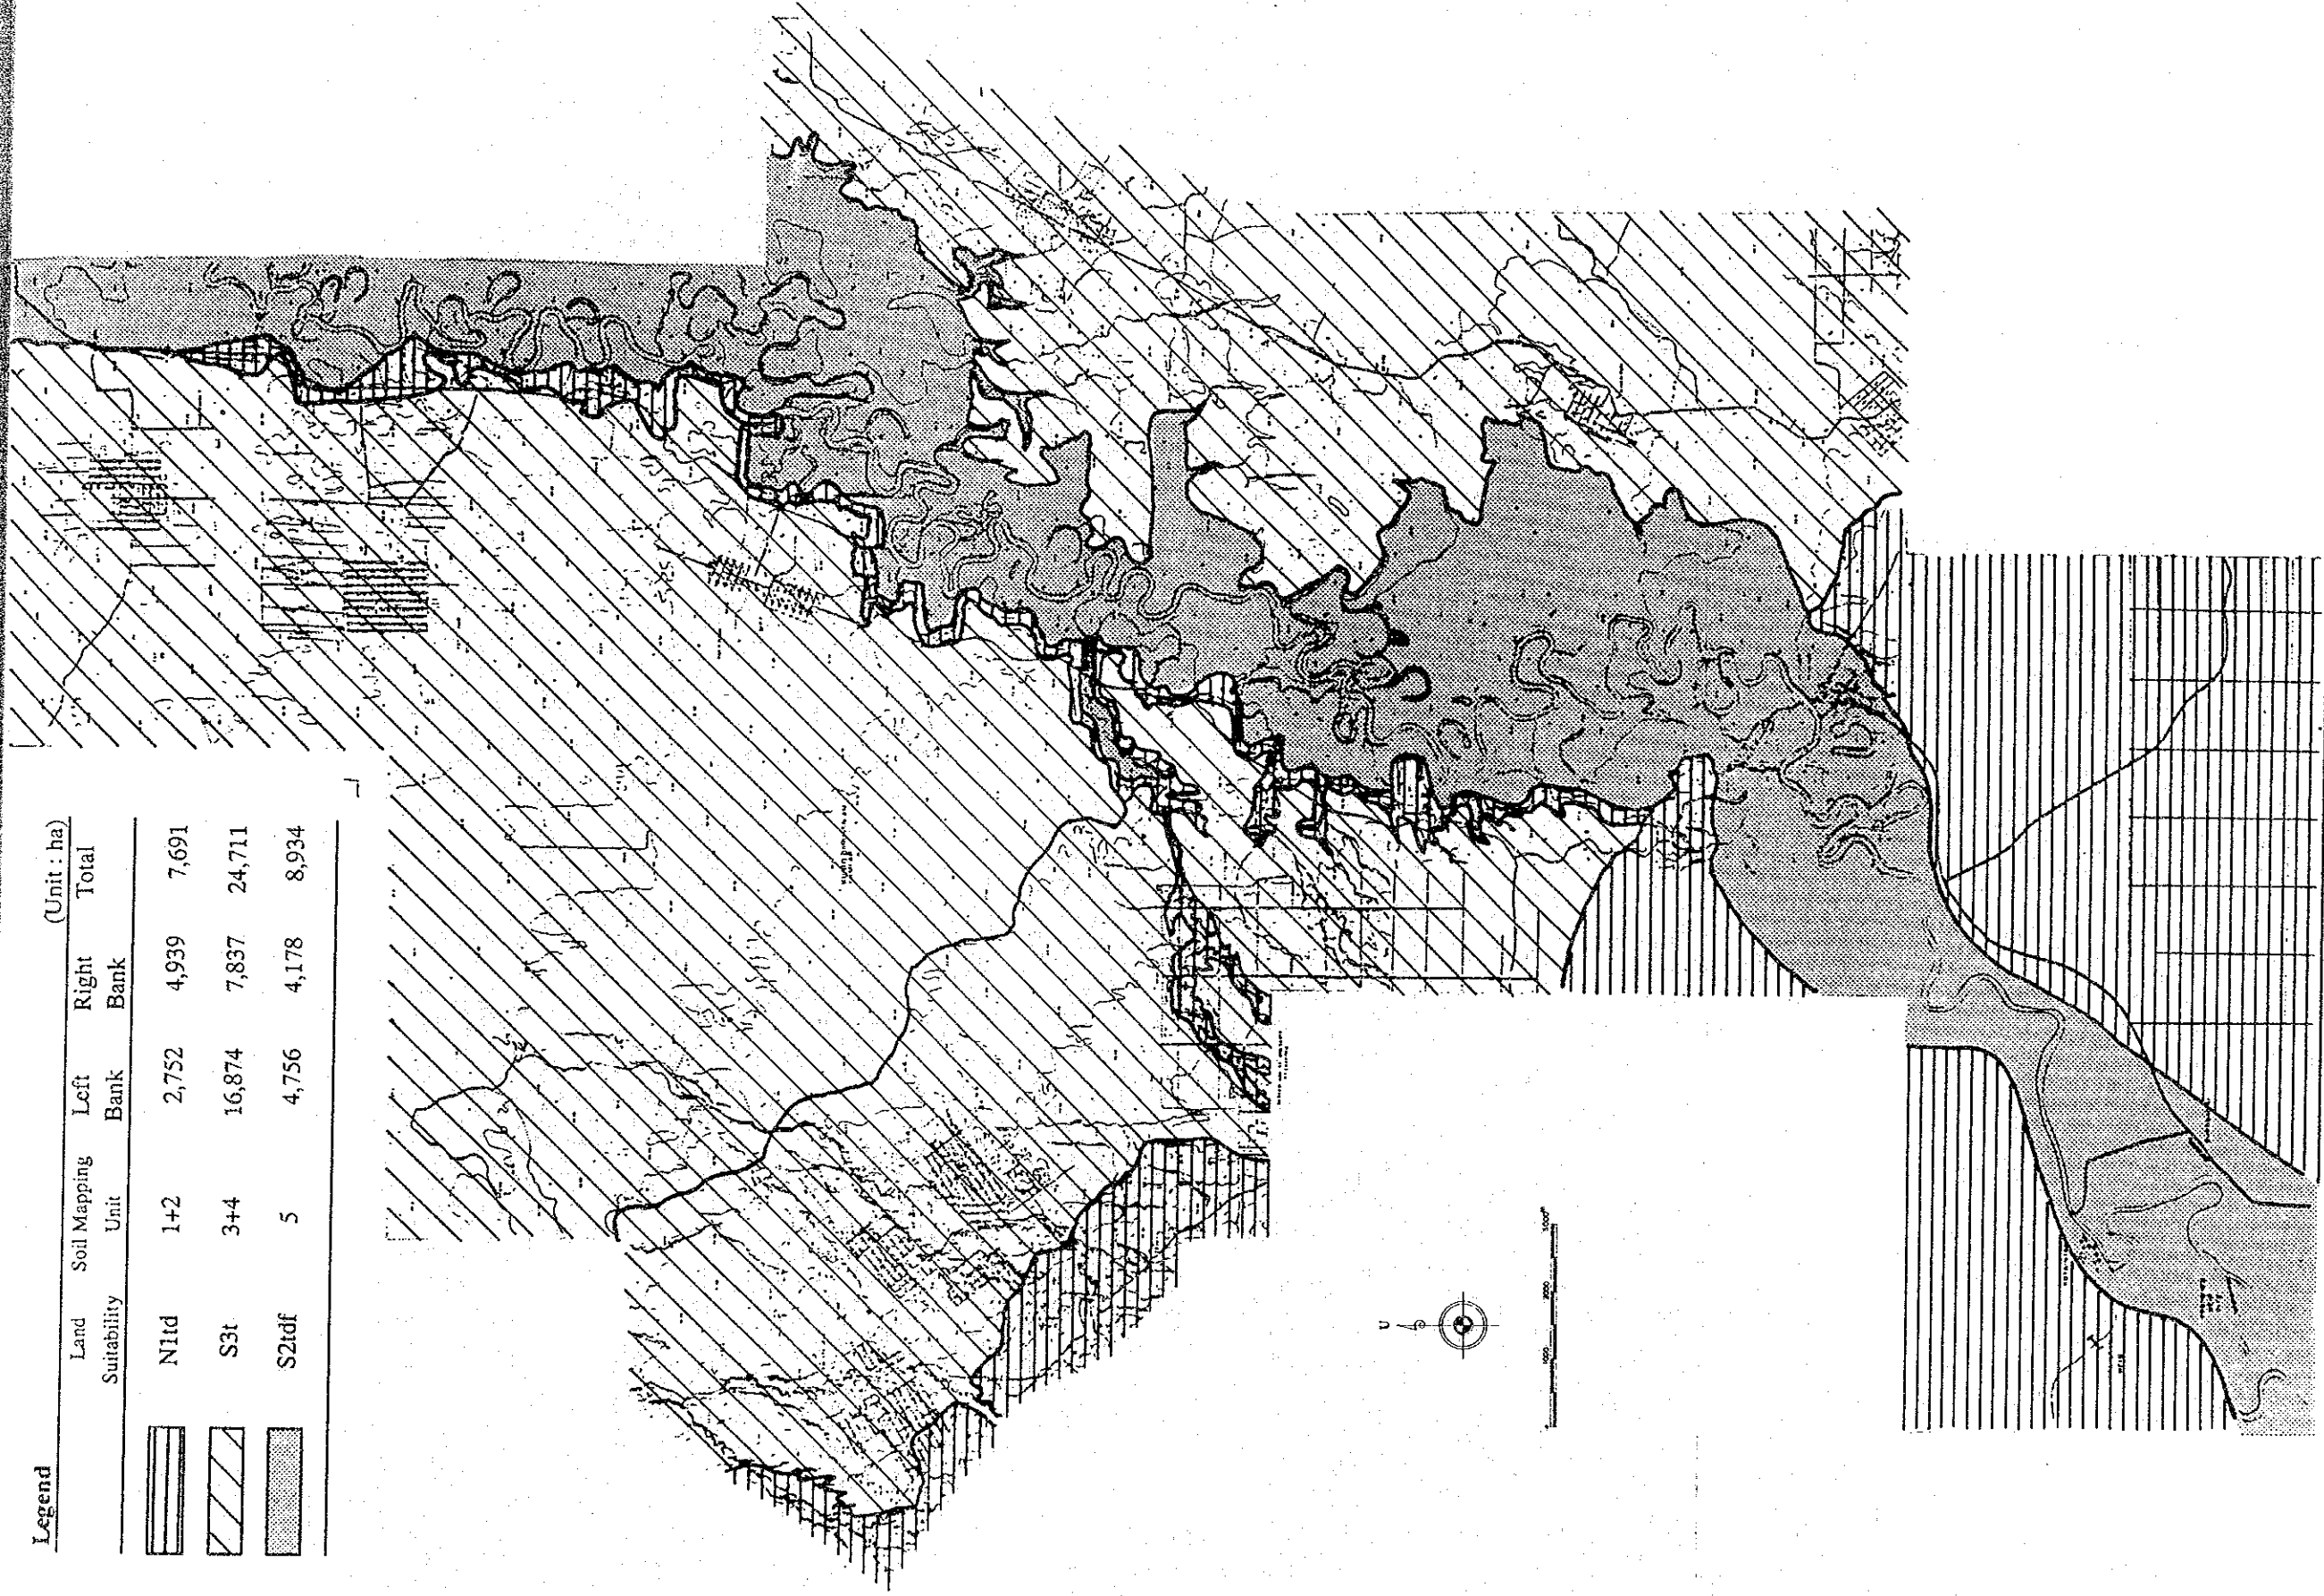 Legend
(Unit : ha)
Land Suitability Soil Mapping Unit Left Bank Right Bank Total
N1td 1+2 2,752 4,939 7,691
S3t 3+4 16,874 7,837 24,711
S2tdf 5 4,756 4,178 8,934
U